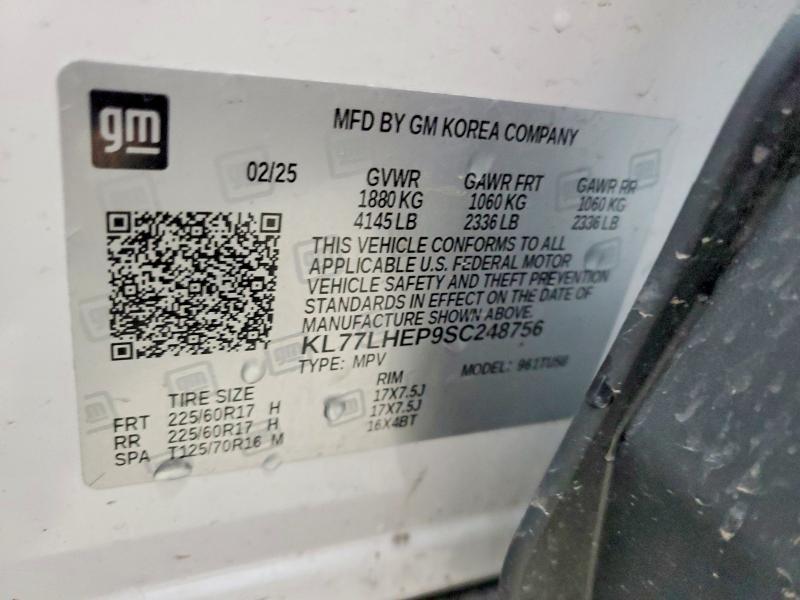 gm
MFD BY GM KOREA COMPANY
02/25 GVWR GAWR FRT GAWR RR
1880 KG 1060 KG 1060 KG
4145 LB 2336 LB 2336 LB
THIS VEHICLE CONFORMS TO ALL
APPLICABLE U.S. FEDERAL MOTOR
VEHICLE SAFETY AND THEFT PREVENTION
STANDARDS IN EFFECT ON THE DATE OF
MANUFACTURE SHOWN ABOVE.
KL77LHEP9SC248756
TYPE: MPV MODEL:
TIRE SIZE RIM
FRT 225/60R17 H 17X7.5J
RR 225/60R17 H 17X7.5J
SPA T125/70R16 M 16X4BT